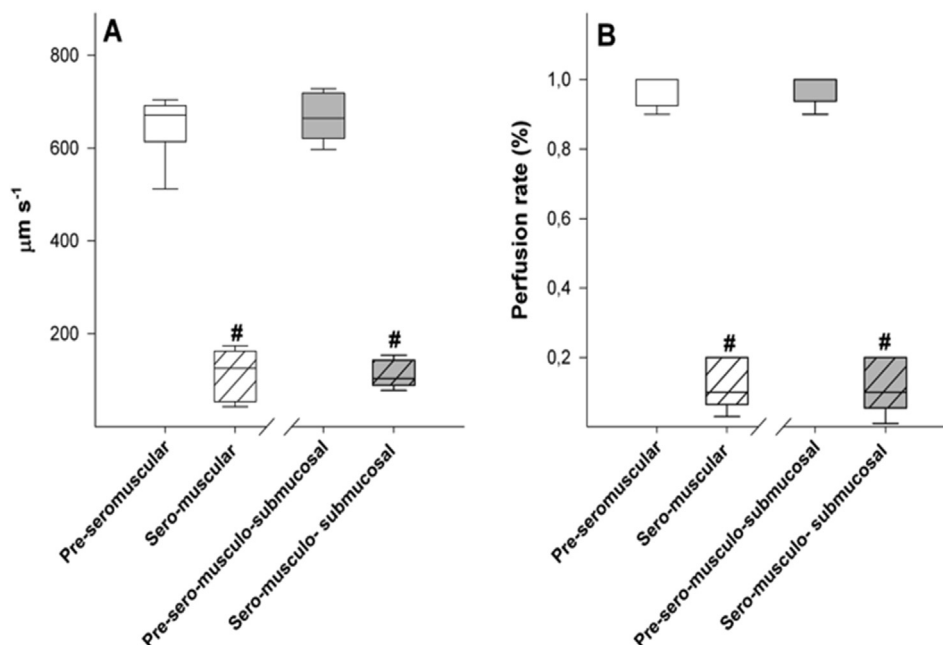 A
800
600
400
200
μm s-1
#
#
Pre-seromuscular
Sero-muscular
Pre-sero-musculo-submucosal
Sero-musculo- submucosal
B
1,0
0,8
0,6
0,4
0,2
Perfusion rate (%)
#
#
Pre-seromuscular
Sero-muscular
Pre-sero-musculo-submucosal
Sero-musculo- submucosal